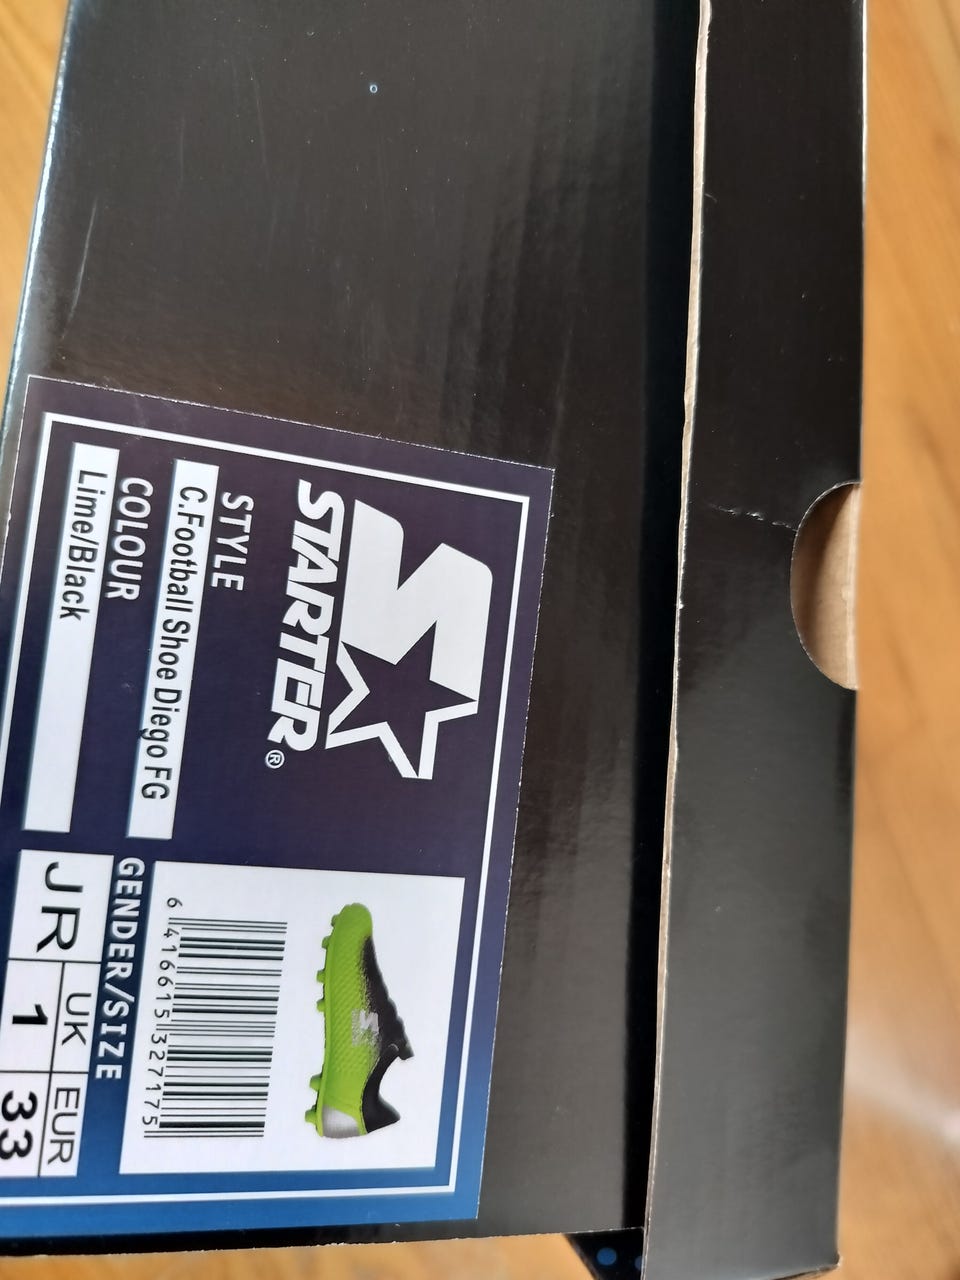 STARTER®
STYLE
C.Football Shoe Diego FG
COLOUR
Lime/Black
6 416615 327175
GENDER/SIZE
JR UK EUR
1 33